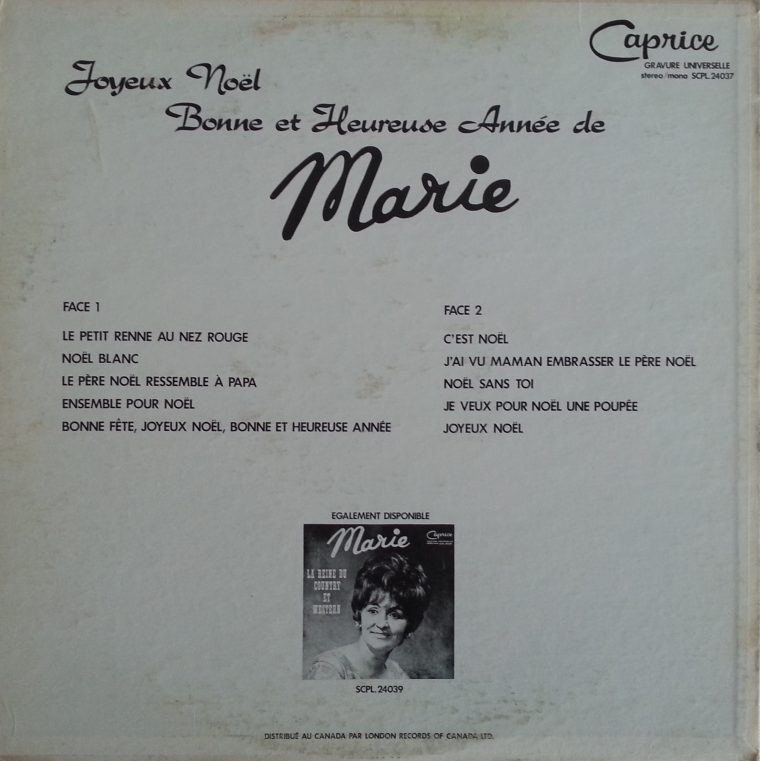 Caprice
GRAVURE UNIVERSELLE
stereo/mono SCPL.24037
Joyeux Noël
Bonne et Heureuse Année de
Marie
FACE 1
LE PETIT RENNE AU NEZ ROUGE
NOËL BLANC
LE PÈRE NOËL RESSEMBLE À PAPA
ENSEMBLE POUR NOËL
BONNE FÊTE, JOYEUX NOËL, BONNE ET HEUREUSE ANNÉE
FACE 2
C'EST NOËL
J'AI VU MAMAN EMBRASSER LE PÈRE NOËL
NOËL SANS TOI
JE VEUX POUR NOËL UNE POUPÉE
JOYEUX NOËL
EGALEMENT DISPONIBLE
Marie
Caprice
LA REINE DU
COUNTRY
ET
WESTERN
SCPL.24039
DISTRIBUÉ AU CANADA PAR LONDON RECORDS OF CANADA LTD.